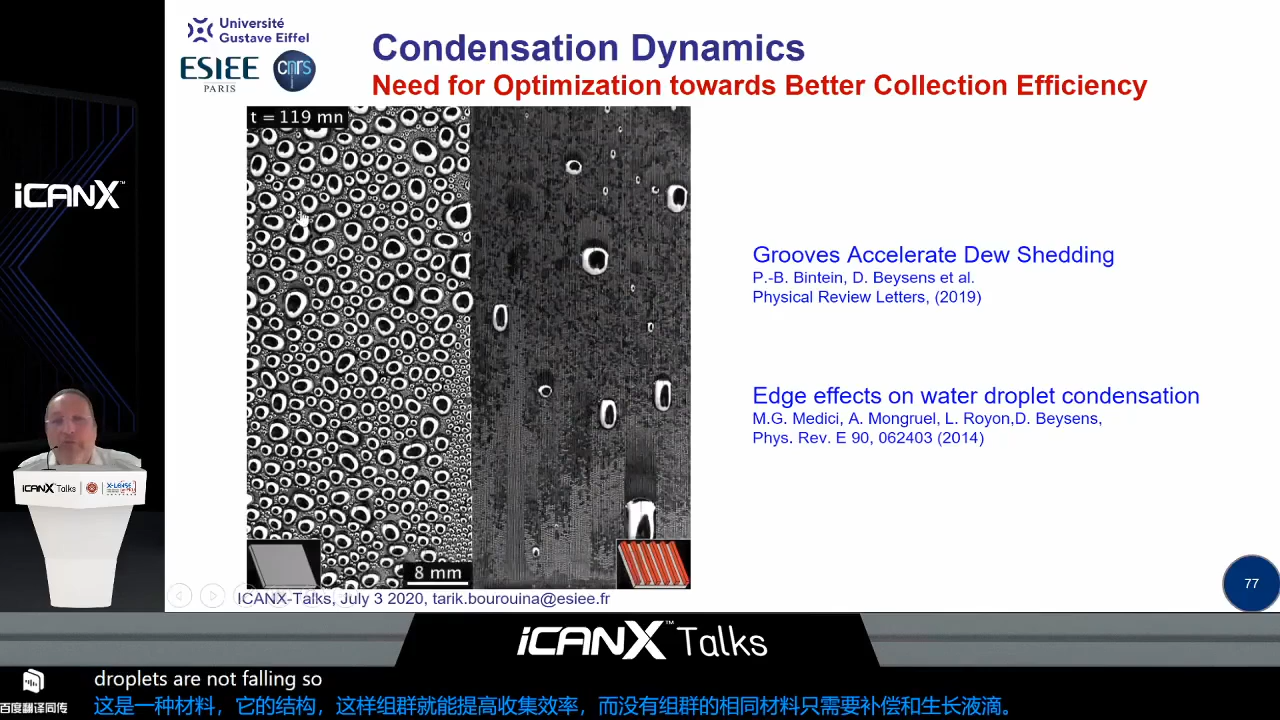 Université
Gustave Eiffel
ESIEE
PARIS
cnrs
Condensation Dynamics
Need for Optimization towards Better Collection Efficiency
t = 119 mn
iCANX™
Grooves Accelerate Dew Shedding
P.-B. Bintein, D. Beysens et al.
Physical Review Letters, (2019)
Edge effects on water droplet condensation
M.G. Medici, A. Mongruel, L. Royon,D. Beysens,
Phys. Rev. E 90, 062403 (2014)
iCANX Talks
X-LENSE
8 mm
77
ICANX-Talks, July 3 2020, tarik.bourouina@esiee.fr
iCANX™ Talks
droplets are not falling so
这是一种材料，它的结构，这样组群就能提高收集效率，而没有组群的相同材料只需要补偿和生长液滴。
百度翻译同传